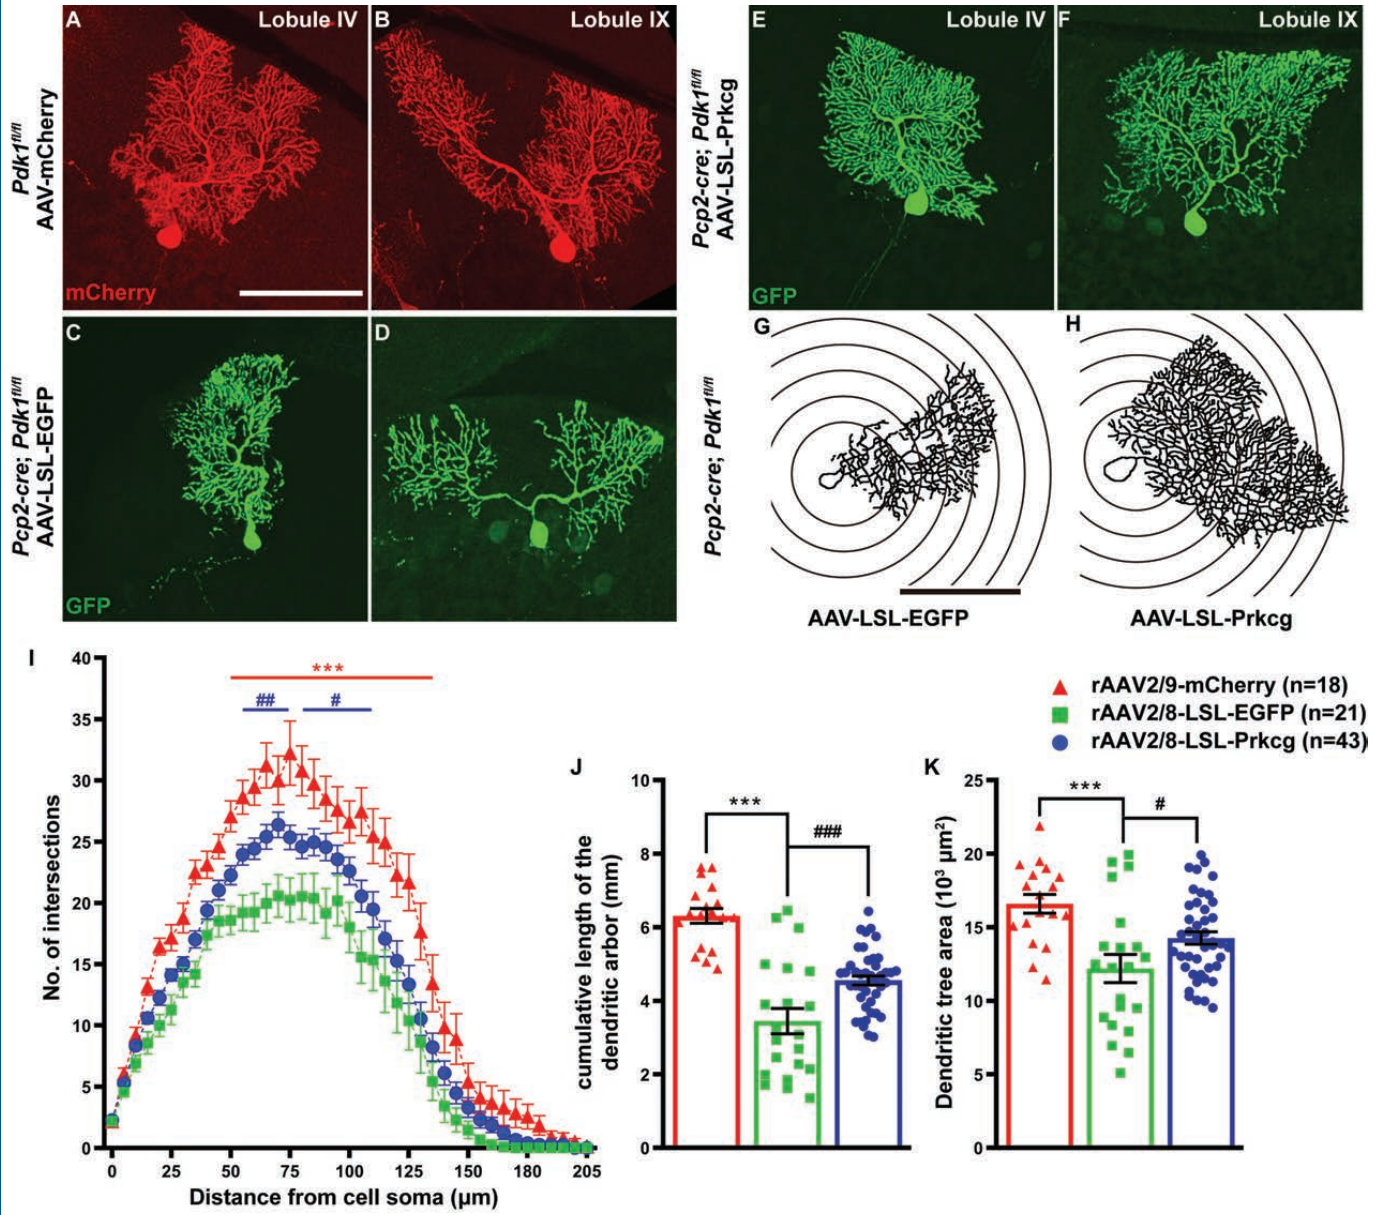 A
Lobule IV
B
Lobule IX
Pdk1fl/fl
AAV-mCherry
mCherry
C
D
Pcp2-cre; Pdk1fl/fl
AAV-LSL-EGFP
GFP
E
Lobule IV
F
Lobule IX
Pcp2-cre; Pdk1fl/fl
AAV-LSL-Prkcg
GFP
G
H
Pcp2-cre; Pdk1fl/fl
AAV-LSL-EGFP
AAV-LSL-Prkcg
I
40
35
30
25
20
15
10
5
0
No. of intersections
***
##
#
0 25 50 75 100 125 150 180 205
Distance from cell soma (µm)
rAAV2/9-mCherry (n=18)
rAAV2/8-LSL-EGFP (n=21)
rAAV2/8-LSL-Prkcg (n=43)
J
10
8
6
4
2
0
cumulative length of the
dendritic arbor (mm)
***
###
K
25
20
15
10
5
0
Dendritic tree area (10³ µm²)
***
#